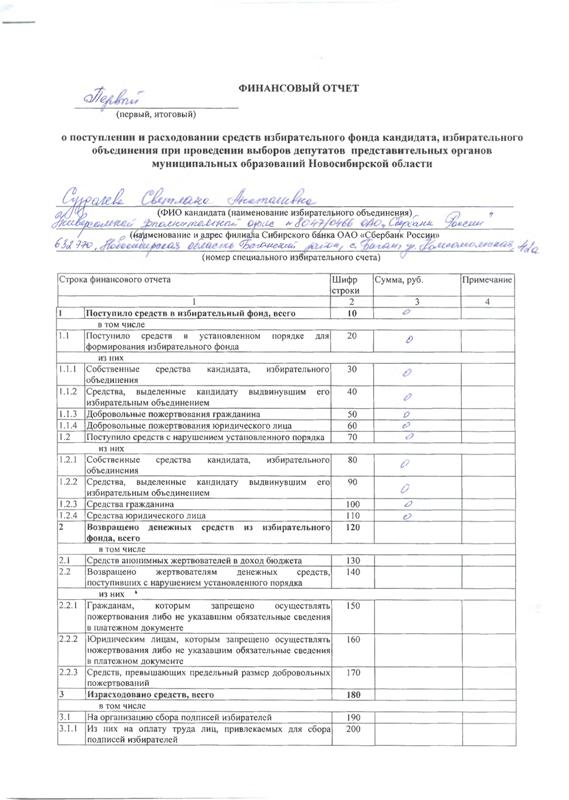 ФИНАНСОВЫЙ ОТЧЕТ
Первый
(первый, итоговый)
о поступлении и расходовании средств избирательного фонда кандидата, избирательного
объединения при проведении выборов депутатов представительных органов
муниципальных образований Новосибирской области
Светлана
(ФИО кандидата (наименование избирательного объединения)
Универсальный дополнительный офис № 8047/0466 ОАО „Сбербанк России"
(наименование и адрес филиала Сибирского банка ОАО «Сбербанк России»
632770, Новосибирская область Баганский район, с. Баган, ул. Комсомольская,
(номер специального избирательного счета)
Строка финансового отчета Шифр строки Сумма, руб. Примечание
1 2 3 4
1 Поступило средств в избирательный фонд, всего 10 0
в том числе
1.1 Поступило средств в установленном порядке для 20 0
формирования избирательного фонда
из них
1.1.1 Собственные средства кандидата, избирательного 30 0
объединения
1.1.2 Средства, выделенные кандидату выдвинувшим его 40 0
избирательным объединением
1.1.3 Добровольные пожертвования гражданина 50 0
1.1.4 Добровольные пожертвования юридического лица 60 0
1.2 Поступило средств с нарушением установленного порядка 70 0
из них
1.2.1 Собственные средства кандидата, избирательного 80 0
объединения
1.2.2 Средства, выделенные кандидату выдвинувшим его 90 0
избирательным объединением
1.2.3 Средства гражданина 100 0
1.2.4 Средства юридического лица 110 0
2 Возвращено денежных средств из избирательного 120
фонда, всего
в том числе
2.1 Средств анонимных жертвователей в доход бюджета 130
2.2 Возвращено жертвователям денежных средств, 140
поступивших с нарушением установленного порядка
из них
2.2.1 Гражданам, которым запрещено осуществлять 150
пожертвования либо не указавшим обязательные сведения
в платежном документе
2.2.2 Юридическим лицам, которым запрещено осуществлять 160
пожертвования либо не указавшим обязательные сведения
в платежном документе
2.2.3 Средств, превышающих предельный размер добровольных 170
пожертвований
3 Израсходовано средств, всего 180
в том числе
3.1 На организацию сбора подписей избирателей 190
3.1.1 Из них на оплату труда лиц, привлекаемых для сбора 200
подписей избирателей